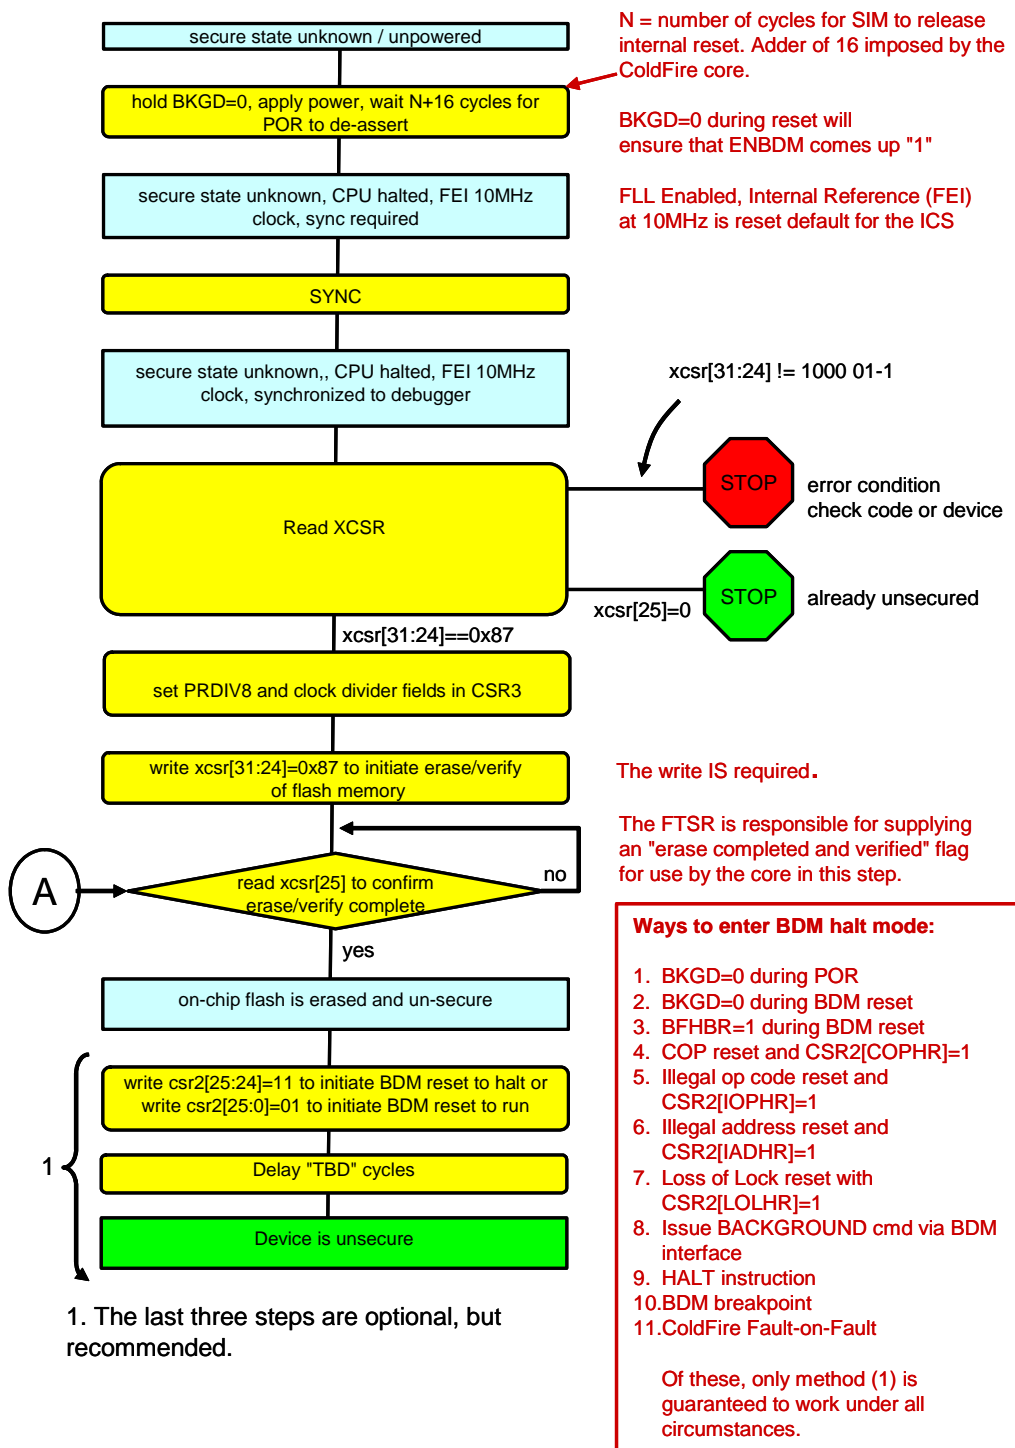 secure state unknown / unpowered
N = number of cycles for SIM to release
internal reset. Adder of 16 imposed by the
ColdFire core.
hold BKGD=0, apply power, wait N+16 cycles for
POR to de-assert
BKGD=0 during reset will
ensure that ENBDM comes up "1"
secure state unknown, CPU halted, FEI 10MHz
clock, sync required
FLL Enabled, Internal Reference (FEI)
at 10MHz is reset default for the ICS
SYNC
secure state unknown,, CPU halted, FEI 10MHz
clock, synchronized to debugger
xcsr[31:24] != 1000 01-1
Read XCSR
STOP
error condition
check code or device
STOP
already unsecured
xcsr[25]=0
xcsr[31:24]==0x87
set PRDIV8 and clock divider fields in CSR3
write xcsr[31:24]=0x87 to initiate erase/verify
of flash memory
The write IS required.
The FTSR is responsible for supplying
an "erase completed and verified" flag
for use by the core in this step.
A
read xcsr[25] to confirm
erase/verify complete
no
yes
on-chip flash is erased and un-secure
write csr2[25:24]=11 to initiate BDM reset to halt or
write csr2[25:0]=01 to initiate BDM reset to run
1
Delay "TBD" cycles
Device is unsecure
1. The last three steps are optional, but
recommended.
Ways to enter BDM halt mode:
1. BKGD=0 during POR
2. BKGD=0 during BDM reset
3. BFHBR=1 during BDM reset
4. COP reset and CSR2[COPHR]=1
5. Illegal op code reset and
CSR2[IOPHR]=1
6. Illegal address reset and
CSR2[IADHR]=1
7. Loss of Lock reset with
CSR2[LOLHR]=1
8. Issue BACKGROUND cmd via BDM
interface
9. HALT instruction
10.BDM breakpoint
11.ColdFire Fault-on-Fault
Of these, only method (1) is
guaranteed to work under all
circumstances.